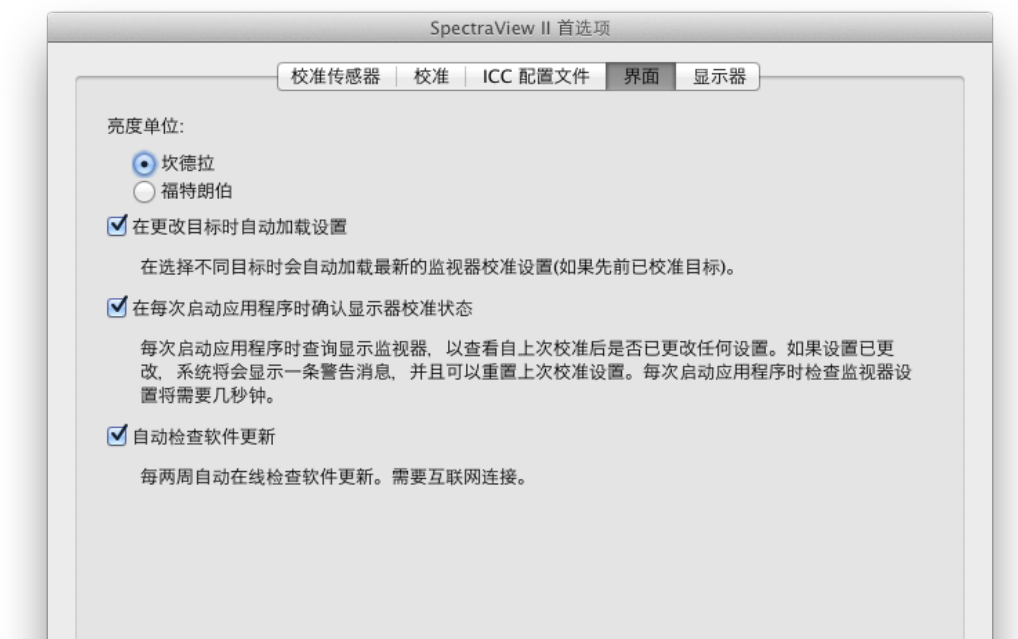 SpectraView II 首选项
校准传感器 校准 ICC 配置文件 界面 显示器
亮度单位:
坎德拉
福特朗伯
在更改目标时自动加载设置
在选择不同目标时会自动加载最新的监视器校准设置(如果先前已校准目标)。
在每次启动应用程序时确认显示器校准状态
每次启动应用程序时查询显示监视器，以查看自上次校准后是否已更改任何设置。如果设置已更
改，系统将会显示一条警告消息，并且可以重置上次校准设置。每次启动应用程序时检查监视器设
置将需要几秒钟。
自动检查软件更新
每两周自动在线检查软件更新。需要互联网连接。